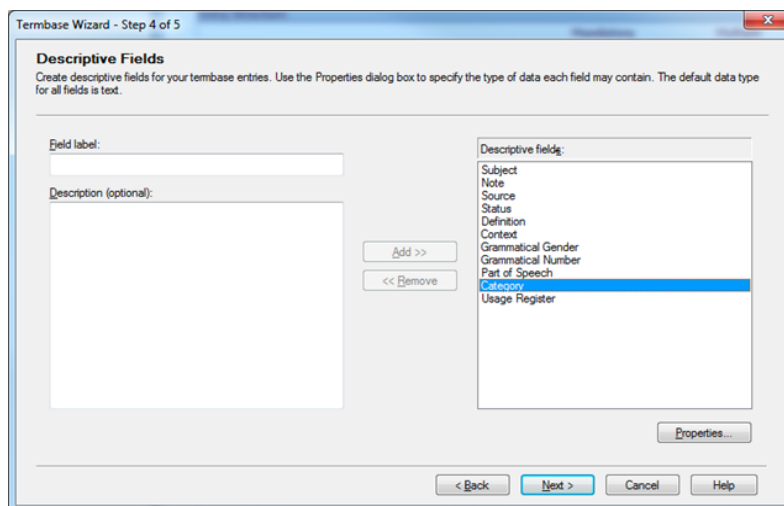 Termbase Wizard - Step 4 of 5
Descriptive Fields
Create descriptive fields for your termbase entries. Use the Properties dialog box to specify the type of data each field may contain. The default data type
for all fields is text.
Field label:
Description (optional):
Add >>
<< Remove
Descriptive fields:
Subject
Note
Source
Status
Definition
Context
Grammatical Gender
Grammatical Number
Part of Speech
Category
Usage Register
Properties...
< Back
Next >
Cancel
Help